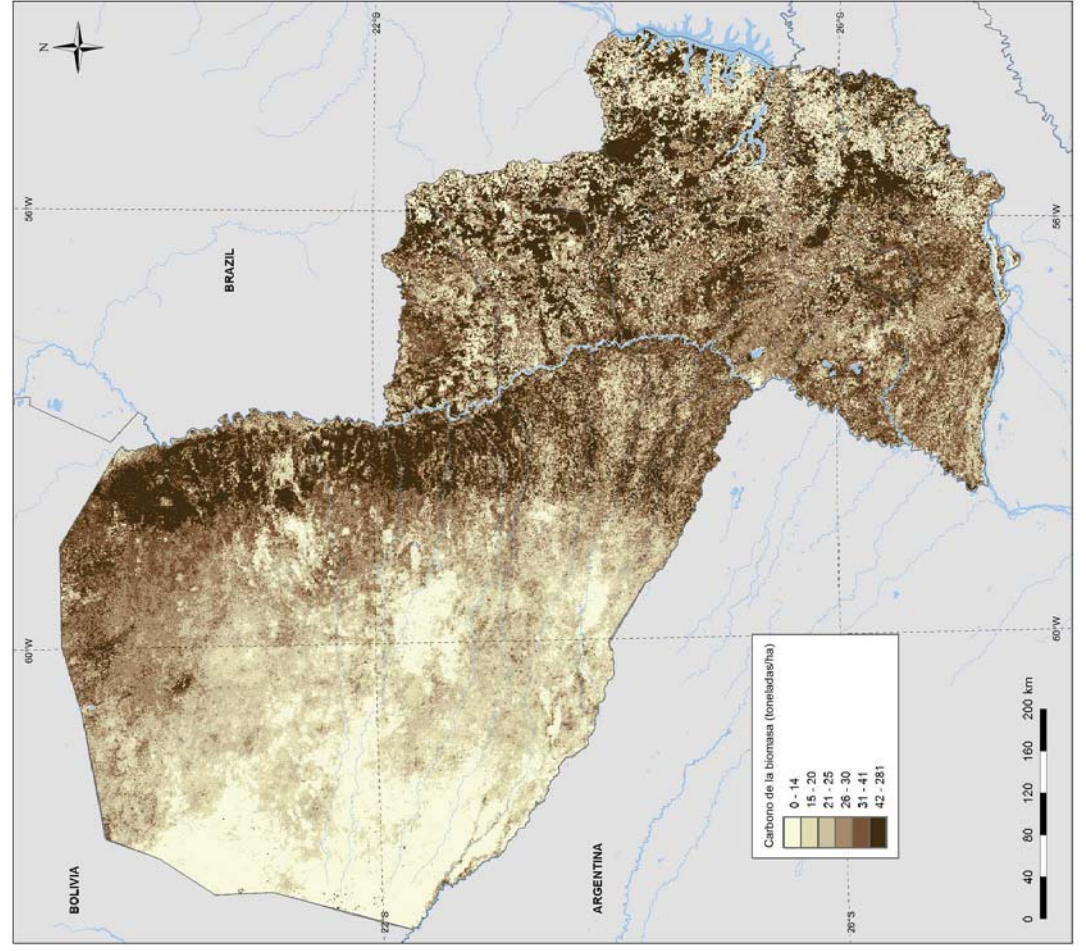 N
22°S
26°S
56°W
BRAZIL
60°W
BOLIVIA
ARGENTINA
22°S
26°S
56°W
60°W
Carbono de la biomasa (toneladas/ha)
0 - 14
15 - 20
21 - 25
26 - 30
31 - 41
42 - 281
0 40 80 120 160 200 km